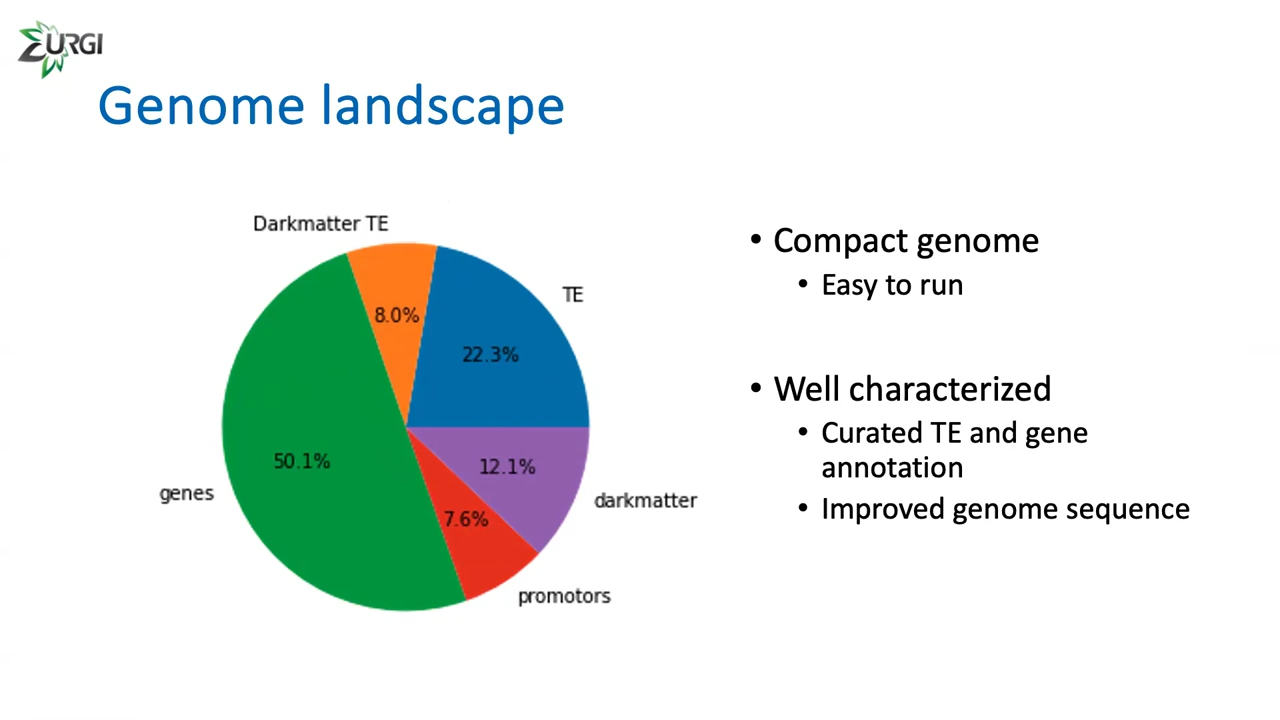 URGI
Genome landscape
Darkmatter TE
TE
8.0%
22.3%
50.1%
12.1%
genes
darkmatter
7.6%
promotors
• Compact genome
• Easy to run
• Well characterized
• Curated TE and gene
annotation
• Improved genome sequence